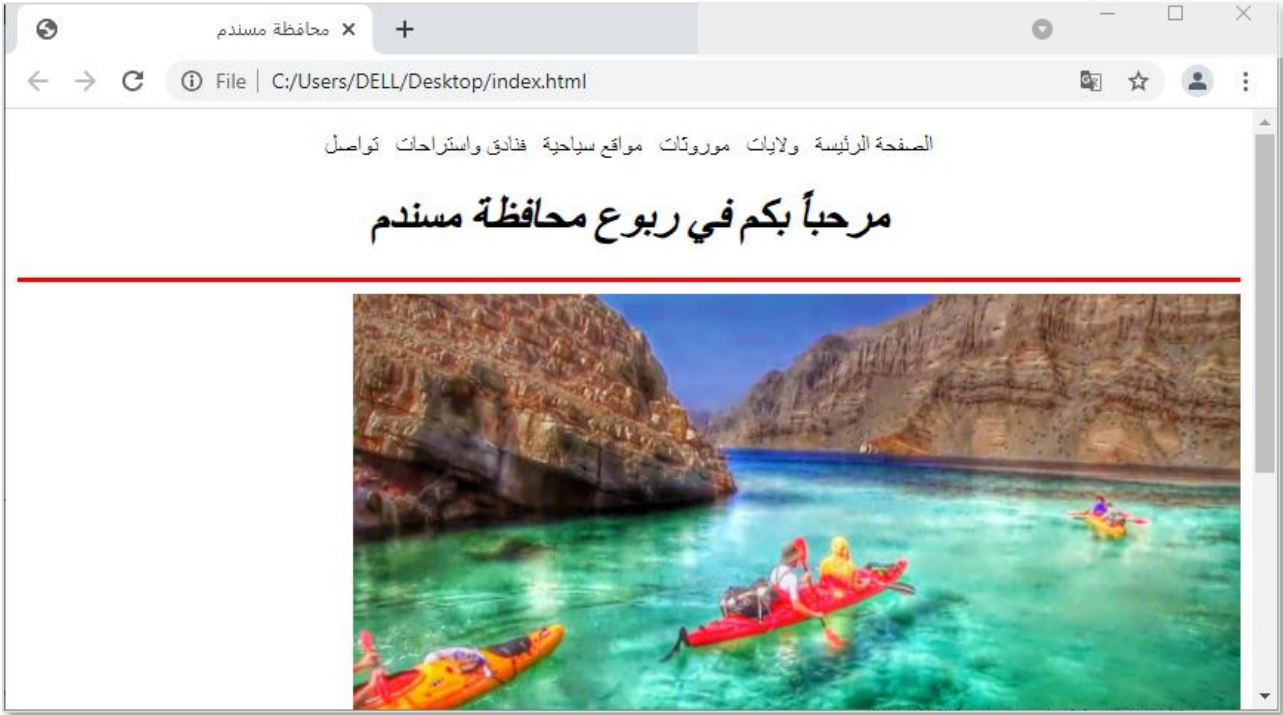 محافظة مسندم
File | C:/Users/DELL/Desktop/index.html
الصفحة الرئيسة ولايات موروثات مواقع سياحية فنادق واستراحات تواصل
مرحباً بكم في ربوع محافظة مسندم